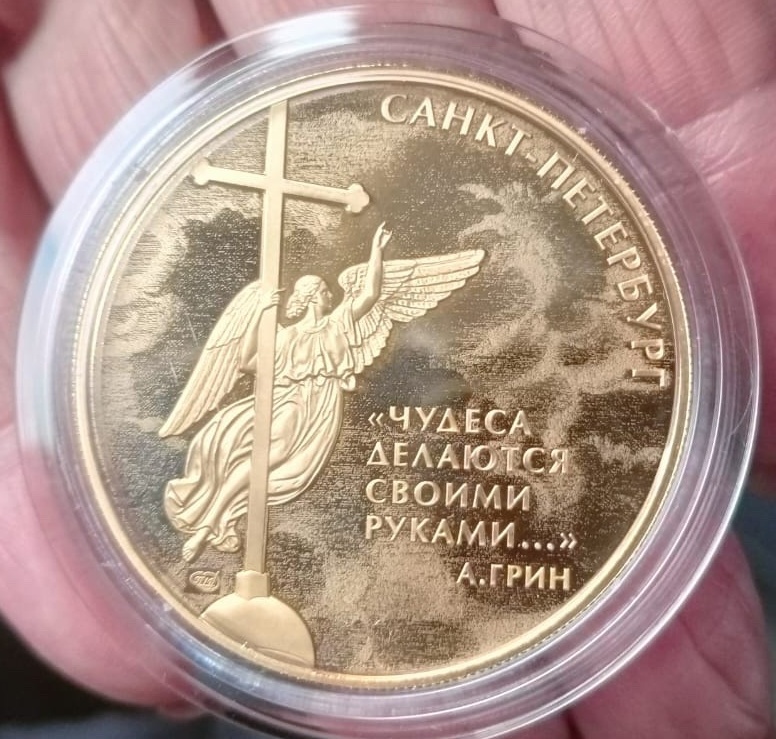 САНКТ-ПЕТЕРБУРГ
«ЧУДЕСА
ДЕЛАЮТСЯ
СВОИМИ
РУКАМИ...»
А.ГРИН